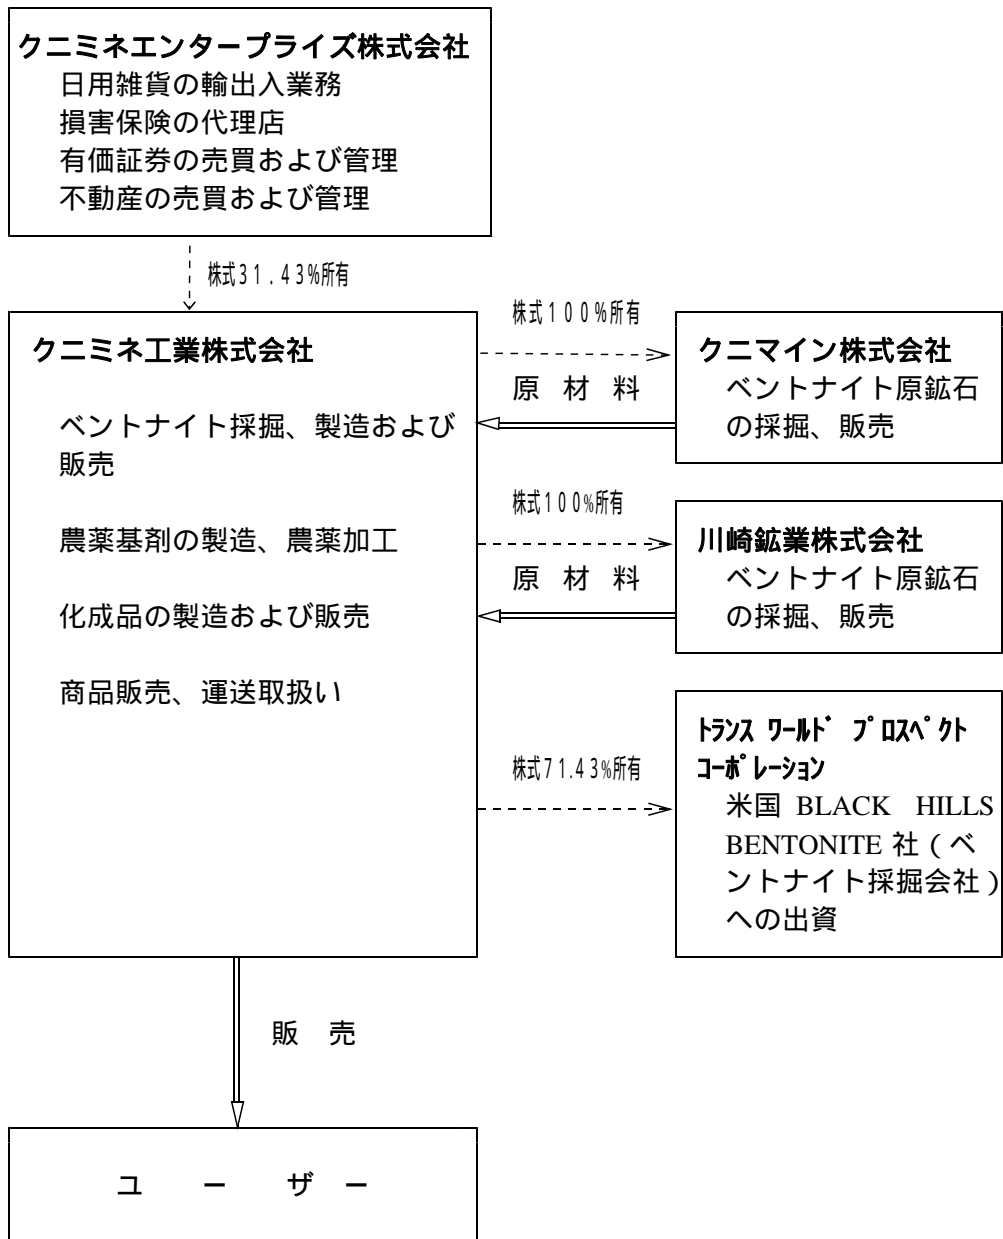 クニミネエンタープライズ株式会社
日用雑貨の輸出入業務
損害保険の代理店
有価証券の売買および管理
不動産の売買および管理
株式31.43%所有
クニミネ工業株式会社
ベントナイト採掘、製造および
販売
農薬基剤の製造、農薬加工
化成品の製造および販売
商品販売、運送取扱い
株式100%所有
原材料
クニマイン株式会社
ベントナイト原鉱石
の採掘、販売
株式100%所有
原材料
川崎鉱業株式会社
ベントナイト原鉱石
の採掘、販売
株式71.43%所有
トランス ワールド プロスペクト
コーポレーション
米国 BLACK HILLS
BENTONITE 社(ベ
ントナイト採掘会社)
への出資
販 売
ユ ー ザ ー